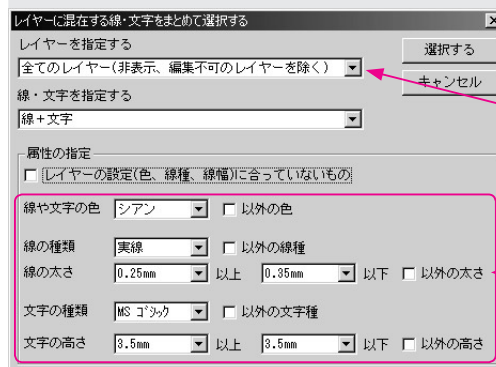 レイヤーに混在する線・文字をまとめて選択する
レイヤーを指定する
選択する
全てのレイヤー(非表示、編集不可のレイヤーを除く)
キャンセル
線・文字を指定する
線+文字
属性の指定
レイヤーの設定(色、線種、線幅)に合っていないもの
線や文字の色 シアン 以外の色
線の種類 実線 以外の線種
線の太さ 0.25mm 以上 0.35mm 以下 以外の太さ
文字の種類 MS ゴシック 以外の文字種
文字の高さ 3.5mm 以上 3.5mm 以下 以外の高さ